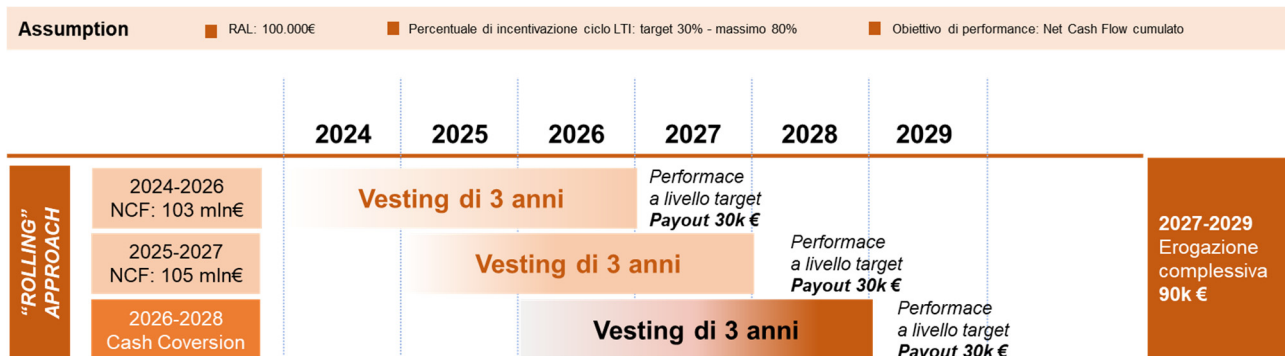 Assumption
RAL: 100.000€
Percentuale di incentivazione ciclo LTI: target 30% - massimo 80%
Obiettivo di performance: Net Cash Flow cumulato
2024 2025 2026 2027 2028 2029
"ROLLING"
APPROACH
2024-2026
NCF: 103 mln€
Vesting di 3 anni
Performace
a livello target
Payout 30k €
2025-2027
NCF: 105 mln€
Vesting di 3 anni
Performace
a livello target
Payout 30k €
2026-2028
Cash Coversion
Vesting di 3 anni
Performace
a livello target
Payout 30k €
2027-2029
Erogazione
complessiva
90k €